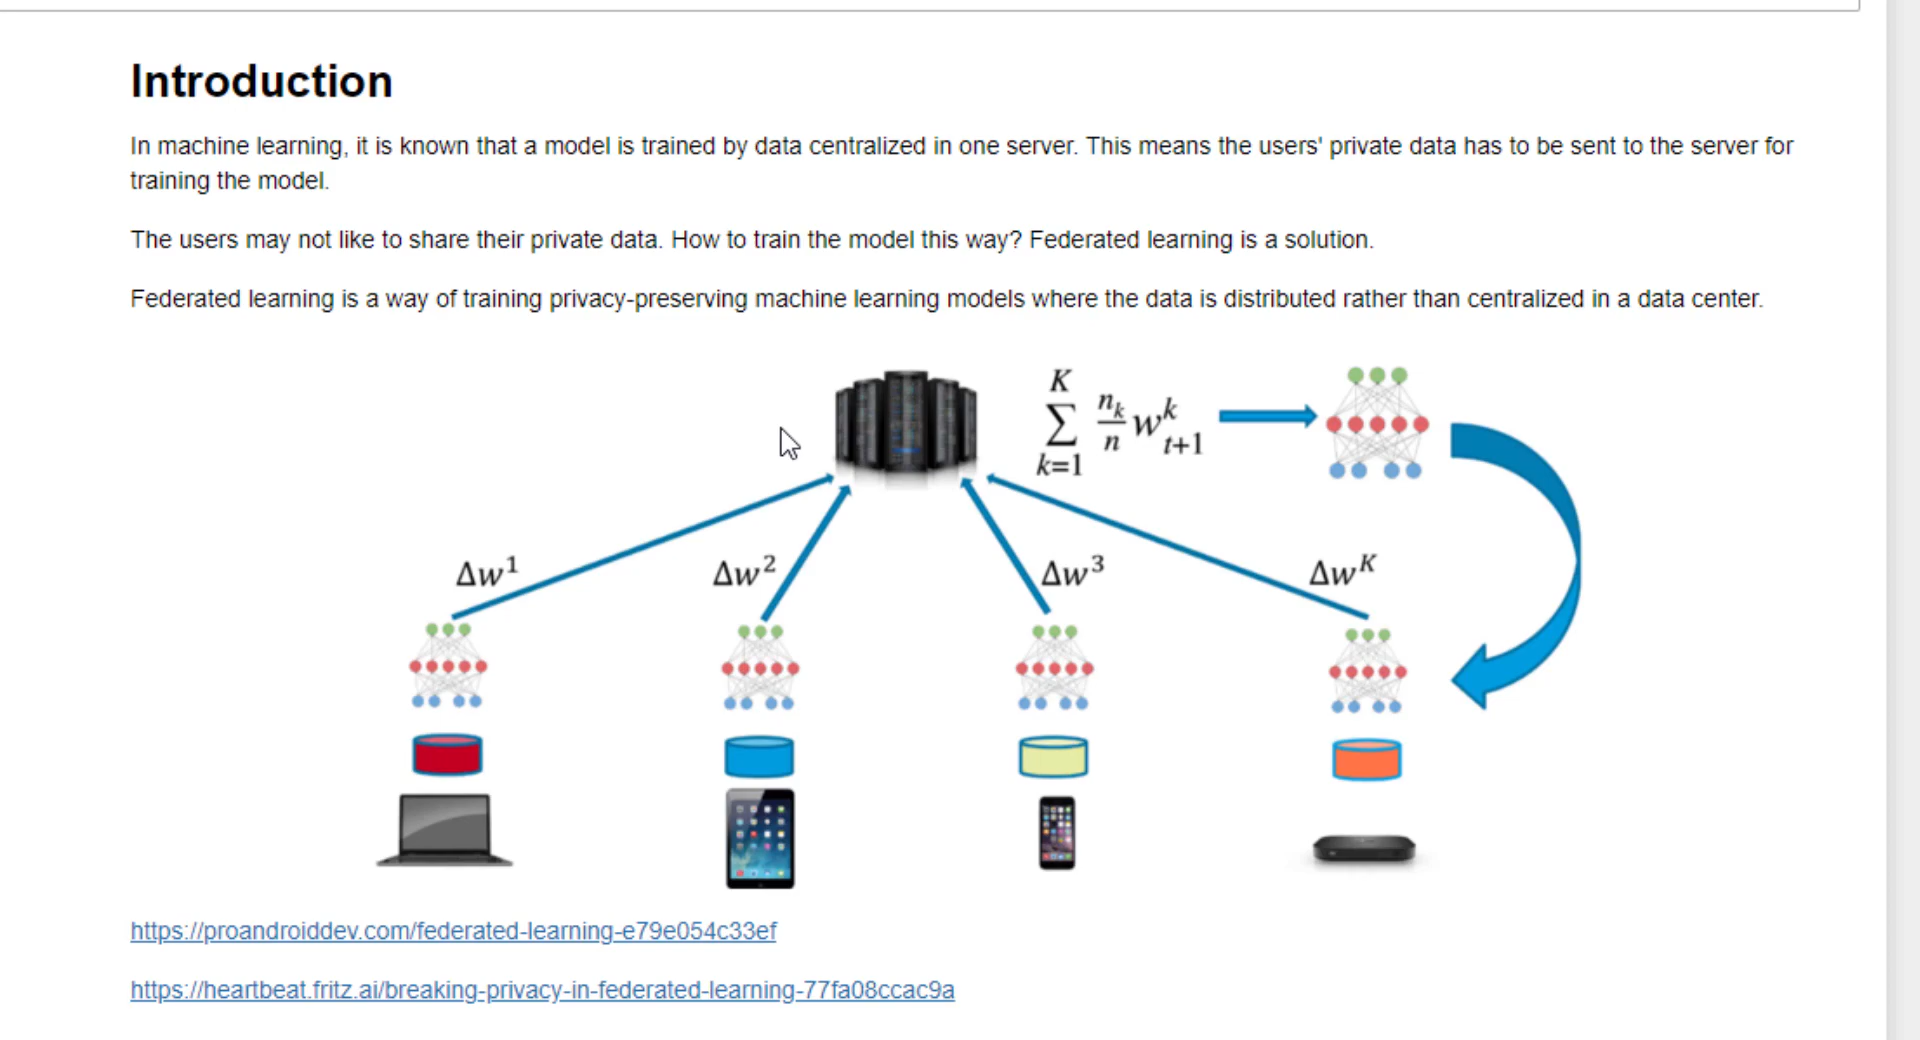 Introduction
In machine learning, it is known that a model is trained by data centralized in one server. This means the users' private data has to be sent to the server for
training the model.
The users may not like to share their private data. How to train the model this way? Federated learning is a solution.
Federated learning is a way of training privacy-preserving machine learning models where the data is distributed rather than centralized in a data center.
K
∑ n_k/n w^k_{t+1}
k=1
Δw¹ Δw² Δw³ Δwᴷ
https://proandroiddev.com/federated-learning-e79e054c33ef
https://heartbeat.fritz.ai/breaking-privacy-in-federated-learning-77fa08ccac9a